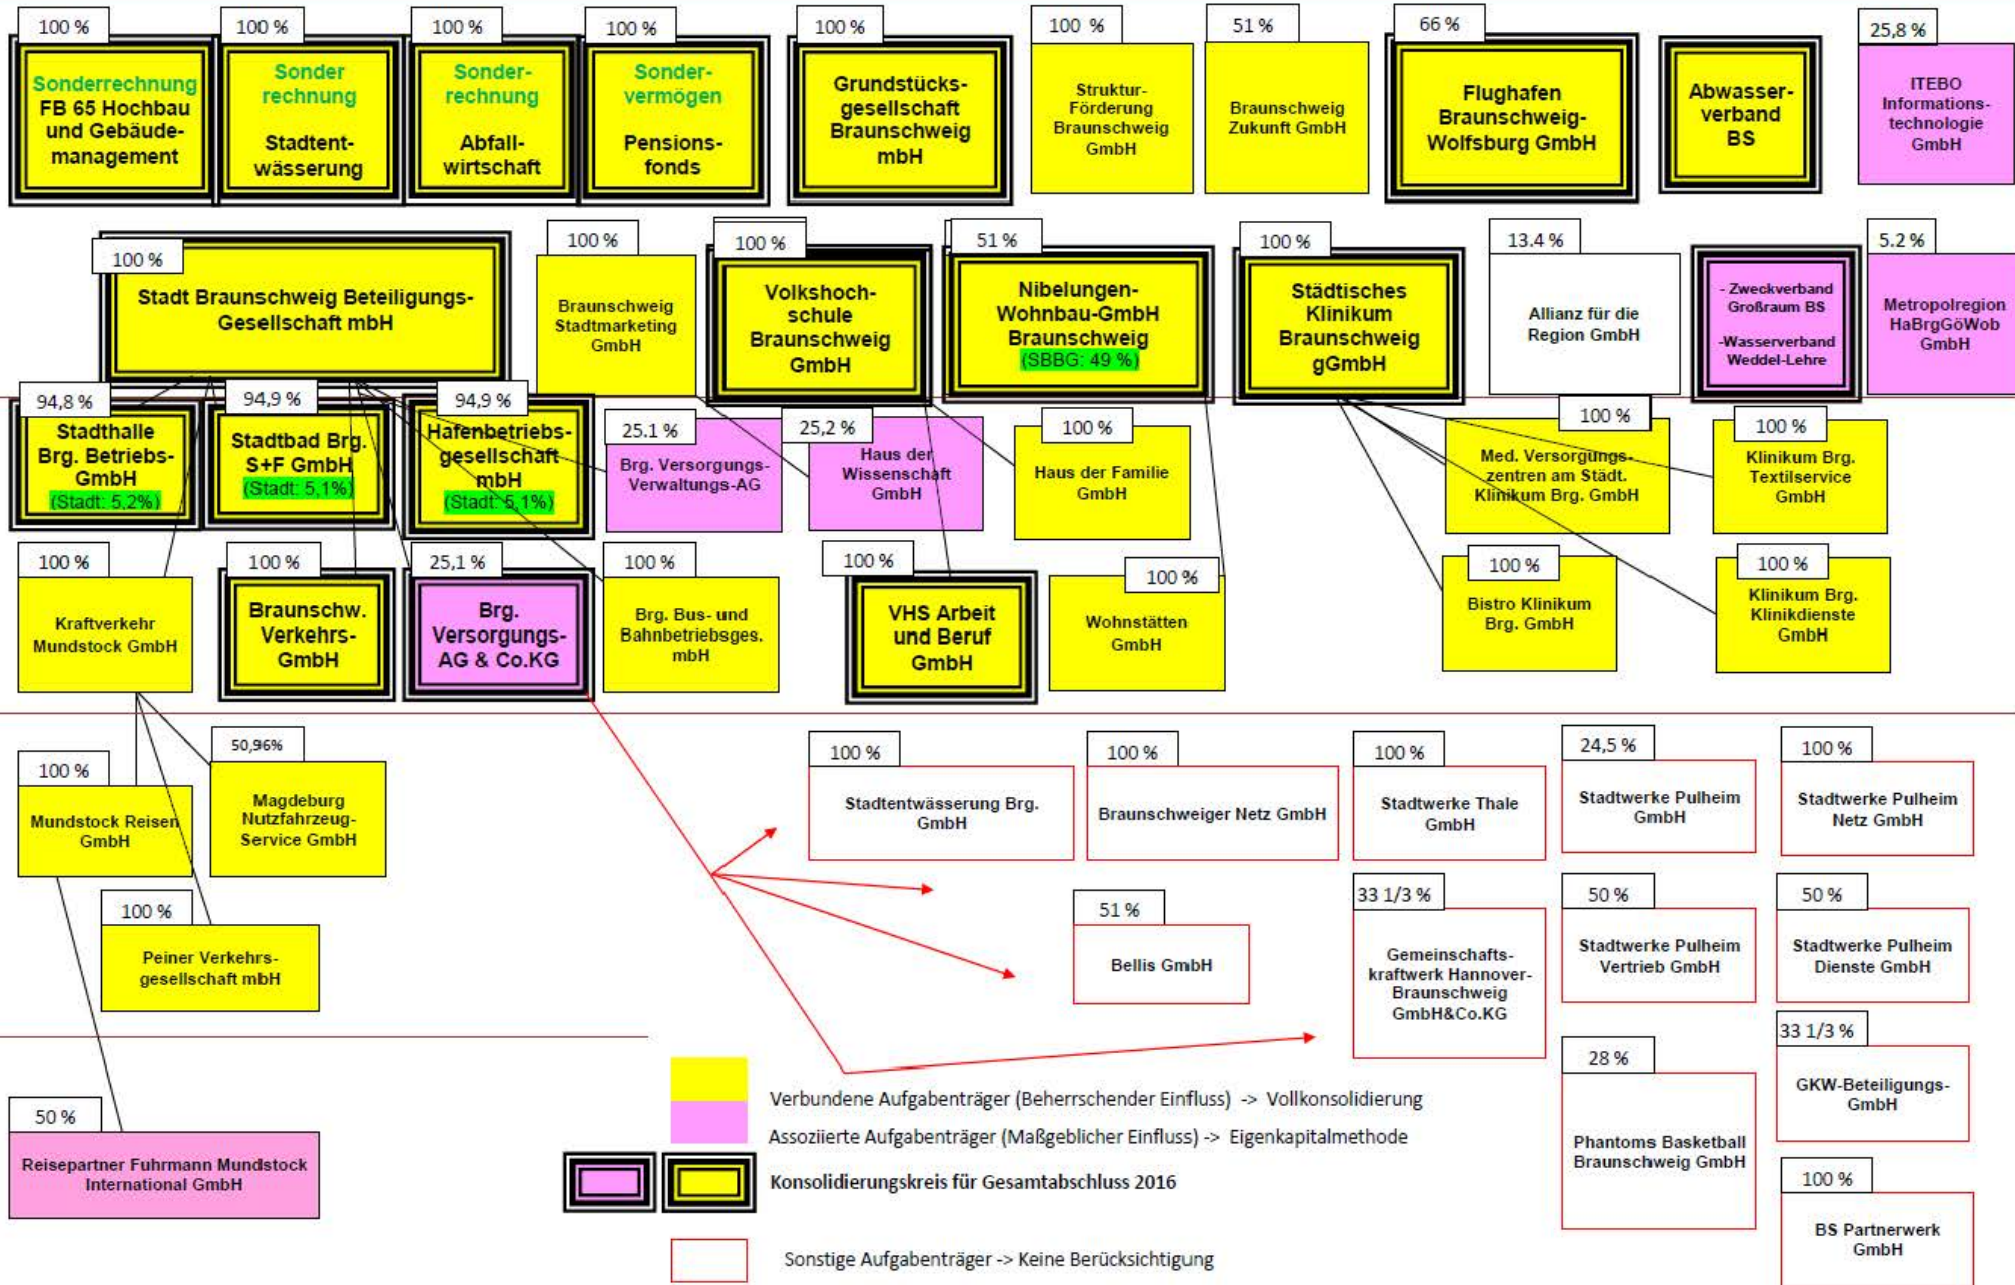 100 %
Sonderrechnung
FB 65 Hochbau
und Gebäude-
management
100 %
Sonder
rechnung
Stadtent-
wässerung
100 %
Sonder-
rechnung
Abfall-
wirtschaft
100 %
Sonder-
vermögen
Pensions-
fonds
100 %
Grundstücks-
gesellschaft
Braunschweig
mbH
100 %
Struktur-
Förderung
Braunschweig
GmbH
51 %
Braunschweig
Zukunft GmbH
66 %
Flughafen
Braunschweig-
Wolfsburg GmbH
Abwasser-
verband
BS
25,8 %
ITEBO
Informations-
technologie
GmbH
100 %
Stadt Braunschweig Beteiligungs-
Gesellschaft mbH
100 %
Braunschweig
Stadtmarketing
GmbH
100 %
Volkshoch-
schule
Braunschweig
GmbH
51 %
Nibelungen-
Wohnbau-GmbH
Braunschweig
(SBBG: 49 %)
100 %
Städtisches
Klinikum
Braunschweig
gGmbH
13.4 %
Allianz für die
Region GmbH
- Zweckverband
Großraum BS
-Wasserverband
Weddel-Lehre
5.2 %
Metropolregion
HaBrgGöWob
GmbH
94,8 %
Stadthalle
Brg. Betriebs-
GmbH
(Stadt: 5,2%)
94,9 %
Stadtbad Brg.
S+F GmbH
(Stadt: 5,1%)
94,9 %
Hafenbetriebs-
gesellschaft
mbH
(Stadt: 5,1%)
25.1 %
Brg. Versorgungs-
Verwaltungs-AG
25,2 %
Haus der
Wissenschaft
GmbH
100 %
Haus der Familie
GmbH
100 %
Med. Versorgungs-
zentren am Städt.
Klinikum Brg. GmbH
100 %
Klinikum Brg.
Textilservice
GmbH
100 %
Kraftverkehr
Mundstock GmbH
100 %
Braunschw.
Verkehrs-
GmbH
25,1 %
Brg.
Versorgungs-
AG & Co.KG
100 %
Brg. Bus- und
Bahnbetriebsges.
mbH
100 %
VHS Arbeit
und Beruf
GmbH
100 %
Wohnstätten
GmbH
100 %
Bistro Klinikum
Brg. GmbH
100 %
Klinikum Brg.
Klinikdienste
GmbH
100 %
Mundstock Reisen
GmbH
50,96%
Magdeburg
Nutzfahrzeug-
Service GmbH
100 %
Stadtentwässerung Brg.
GmbH
100 %
Braunschweiger Netz GmbH
100 %
Stadtwerke Thale
GmbH
24,5 %
Stadtwerke Pulheim
GmbH
100 %
Stadtwerke Pulheim
Netz GmbH
100 %
Peiner Verkehrs-
gesellschaft mbH
51 %
Bellis GmbH
33 1/3 %
Gemeinschafts-
kraftwerk Hannover-
Braunschweig
GmbH&Co.KG
50 %
Stadtwerke Pulheim
Vertrieb GmbH
50 %
Stadtwerke Pulheim
Dienste GmbH
28 %
Phantoms Basketball
Braunschweig GmbH
33 1/3 %
GKW-Beteiligungs-
GmbH
100 %
BS Partnerwerk
GmbH
50 %
Reisepartner Fuhrmann Mundstock
International GmbH
Verbundene Aufgabenträger (Beherrschender Einfluss) -> Vollkonsolidierung
Assoziierte Aufgabenträger (Maßgeblicher Einfluss) -> Eigenkapitalmethode
Konsolidierungskreis für Gesamtabschluss 2016
Sonstige Aufgabenträger -> Keine Berücksichtigung